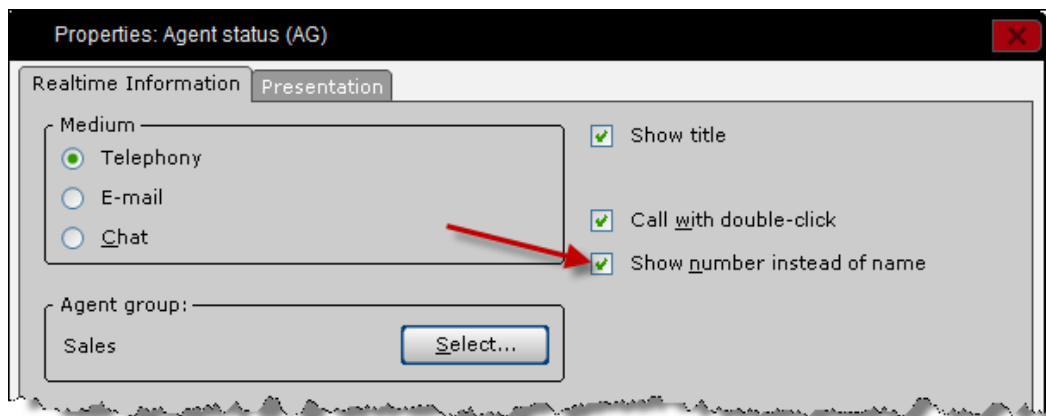 Properties: Agent status (AG)
Realtime Information
Presentation
Medium
Telephony
E-mail
Chat
Show title
Call with double-click
Show number instead of name
Agent group:
Sales
Select...